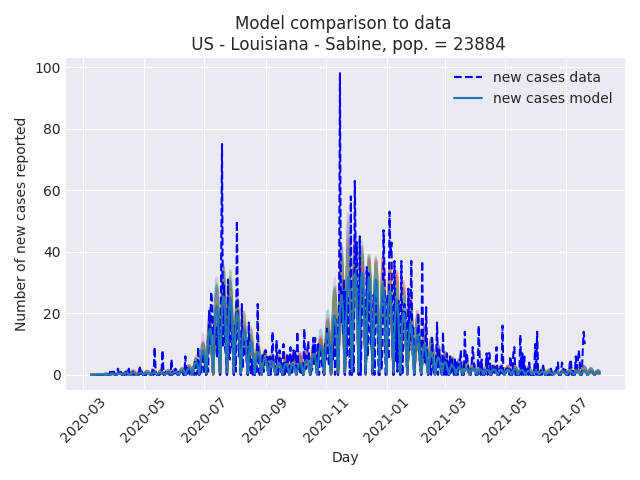 Model comparison to data
US - Louisiana - Sabine, pop. = 23884
new cases data
new cases model
Number of new cases reported
100
80
60
40
20
0
2020-03
2020-05
2020-07
2020-09
2020-11
2021-01
2021-03
2021-05
2021-07
Day